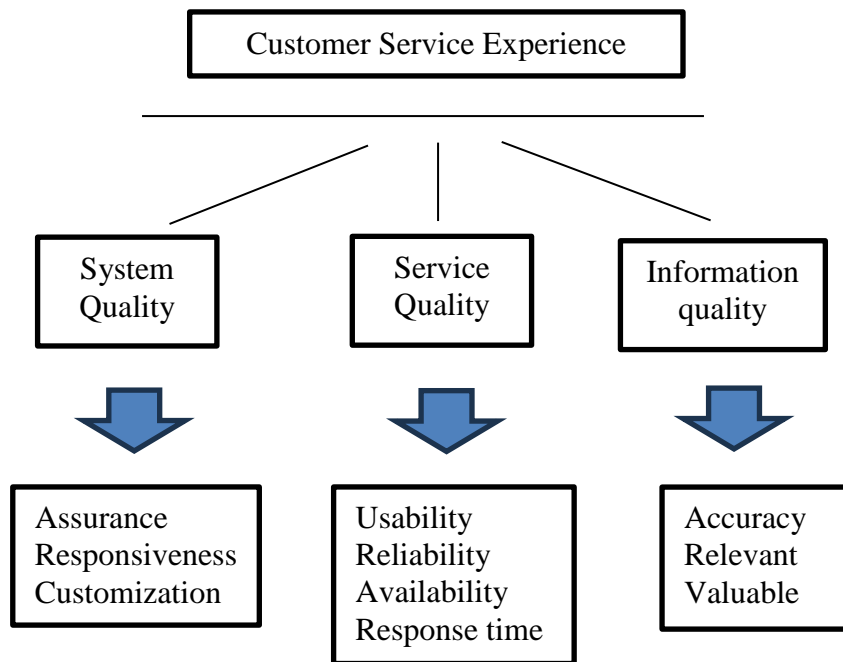 Customer Service Experience
System
Quality
Service
Quality
Information
quality
Assurance
Responsiveness
Customization
Usability
Reliability
Availability
Response time
Accuracy
Relevant
Valuable